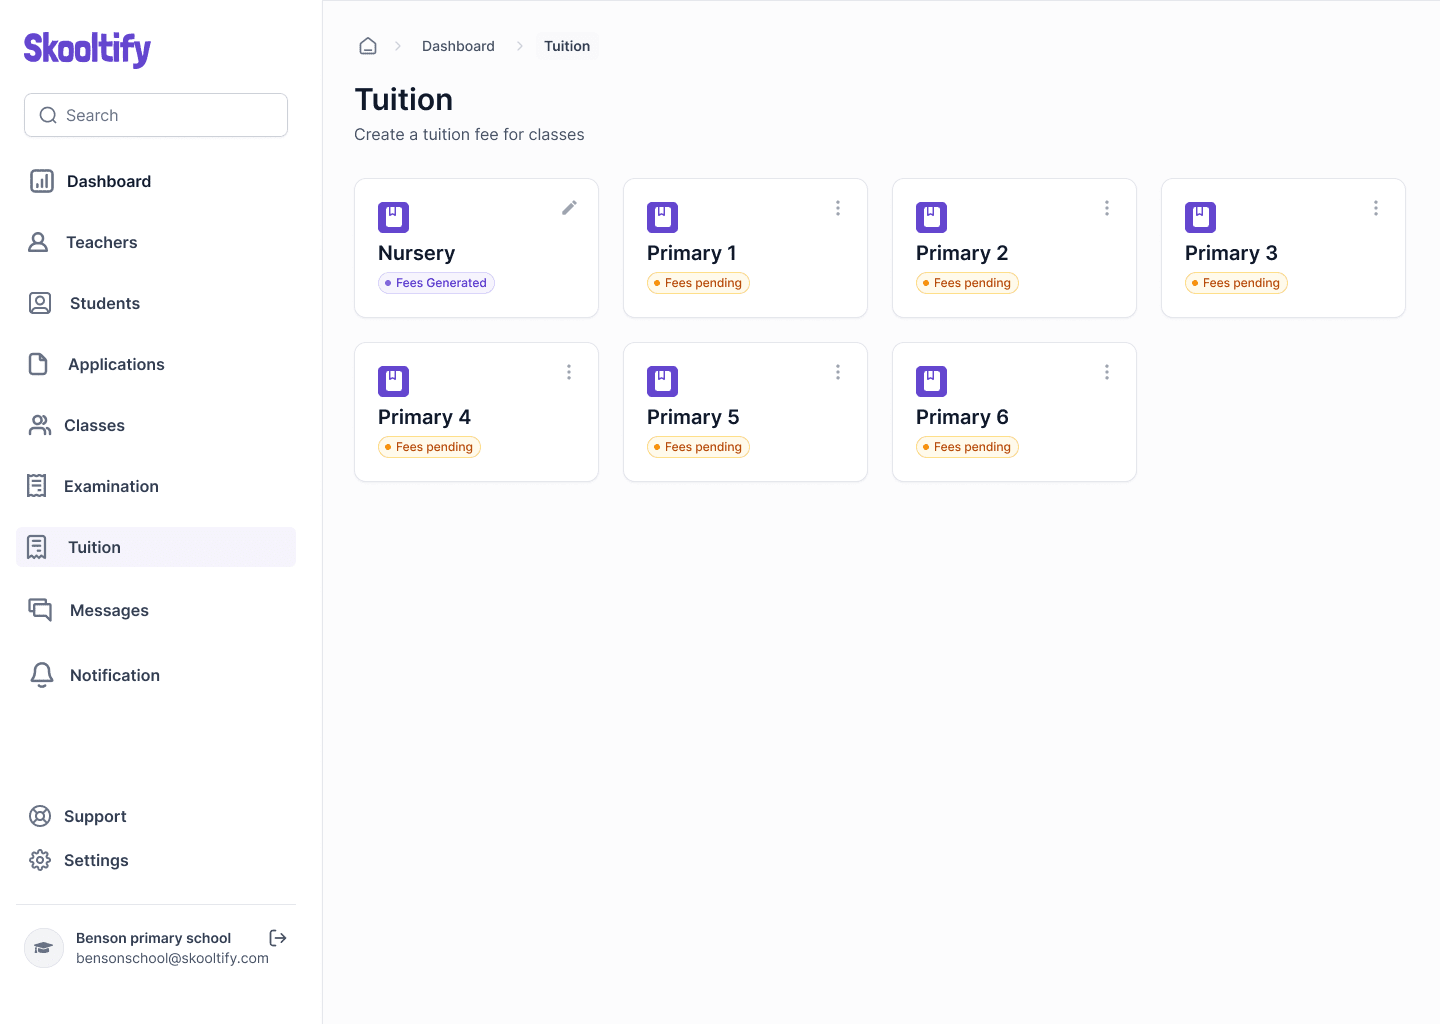 Skooltify
Search
Dashboard
Teachers
Students
Applications
Classes
Examination
Tuition
Messages
Notification
Support
Settings
Benson primary school
bensonschool@skooltify.com
Dashboard
Tuition
Tuition
Create a tuition fee for classes
Nursery
Fees Generated
Primary 1
Fees pending
Primary 2
Fees pending
Primary 3
Fees pending
Primary 4
Fees pending
Primary 5
Fees pending
Primary 6
Fees pending